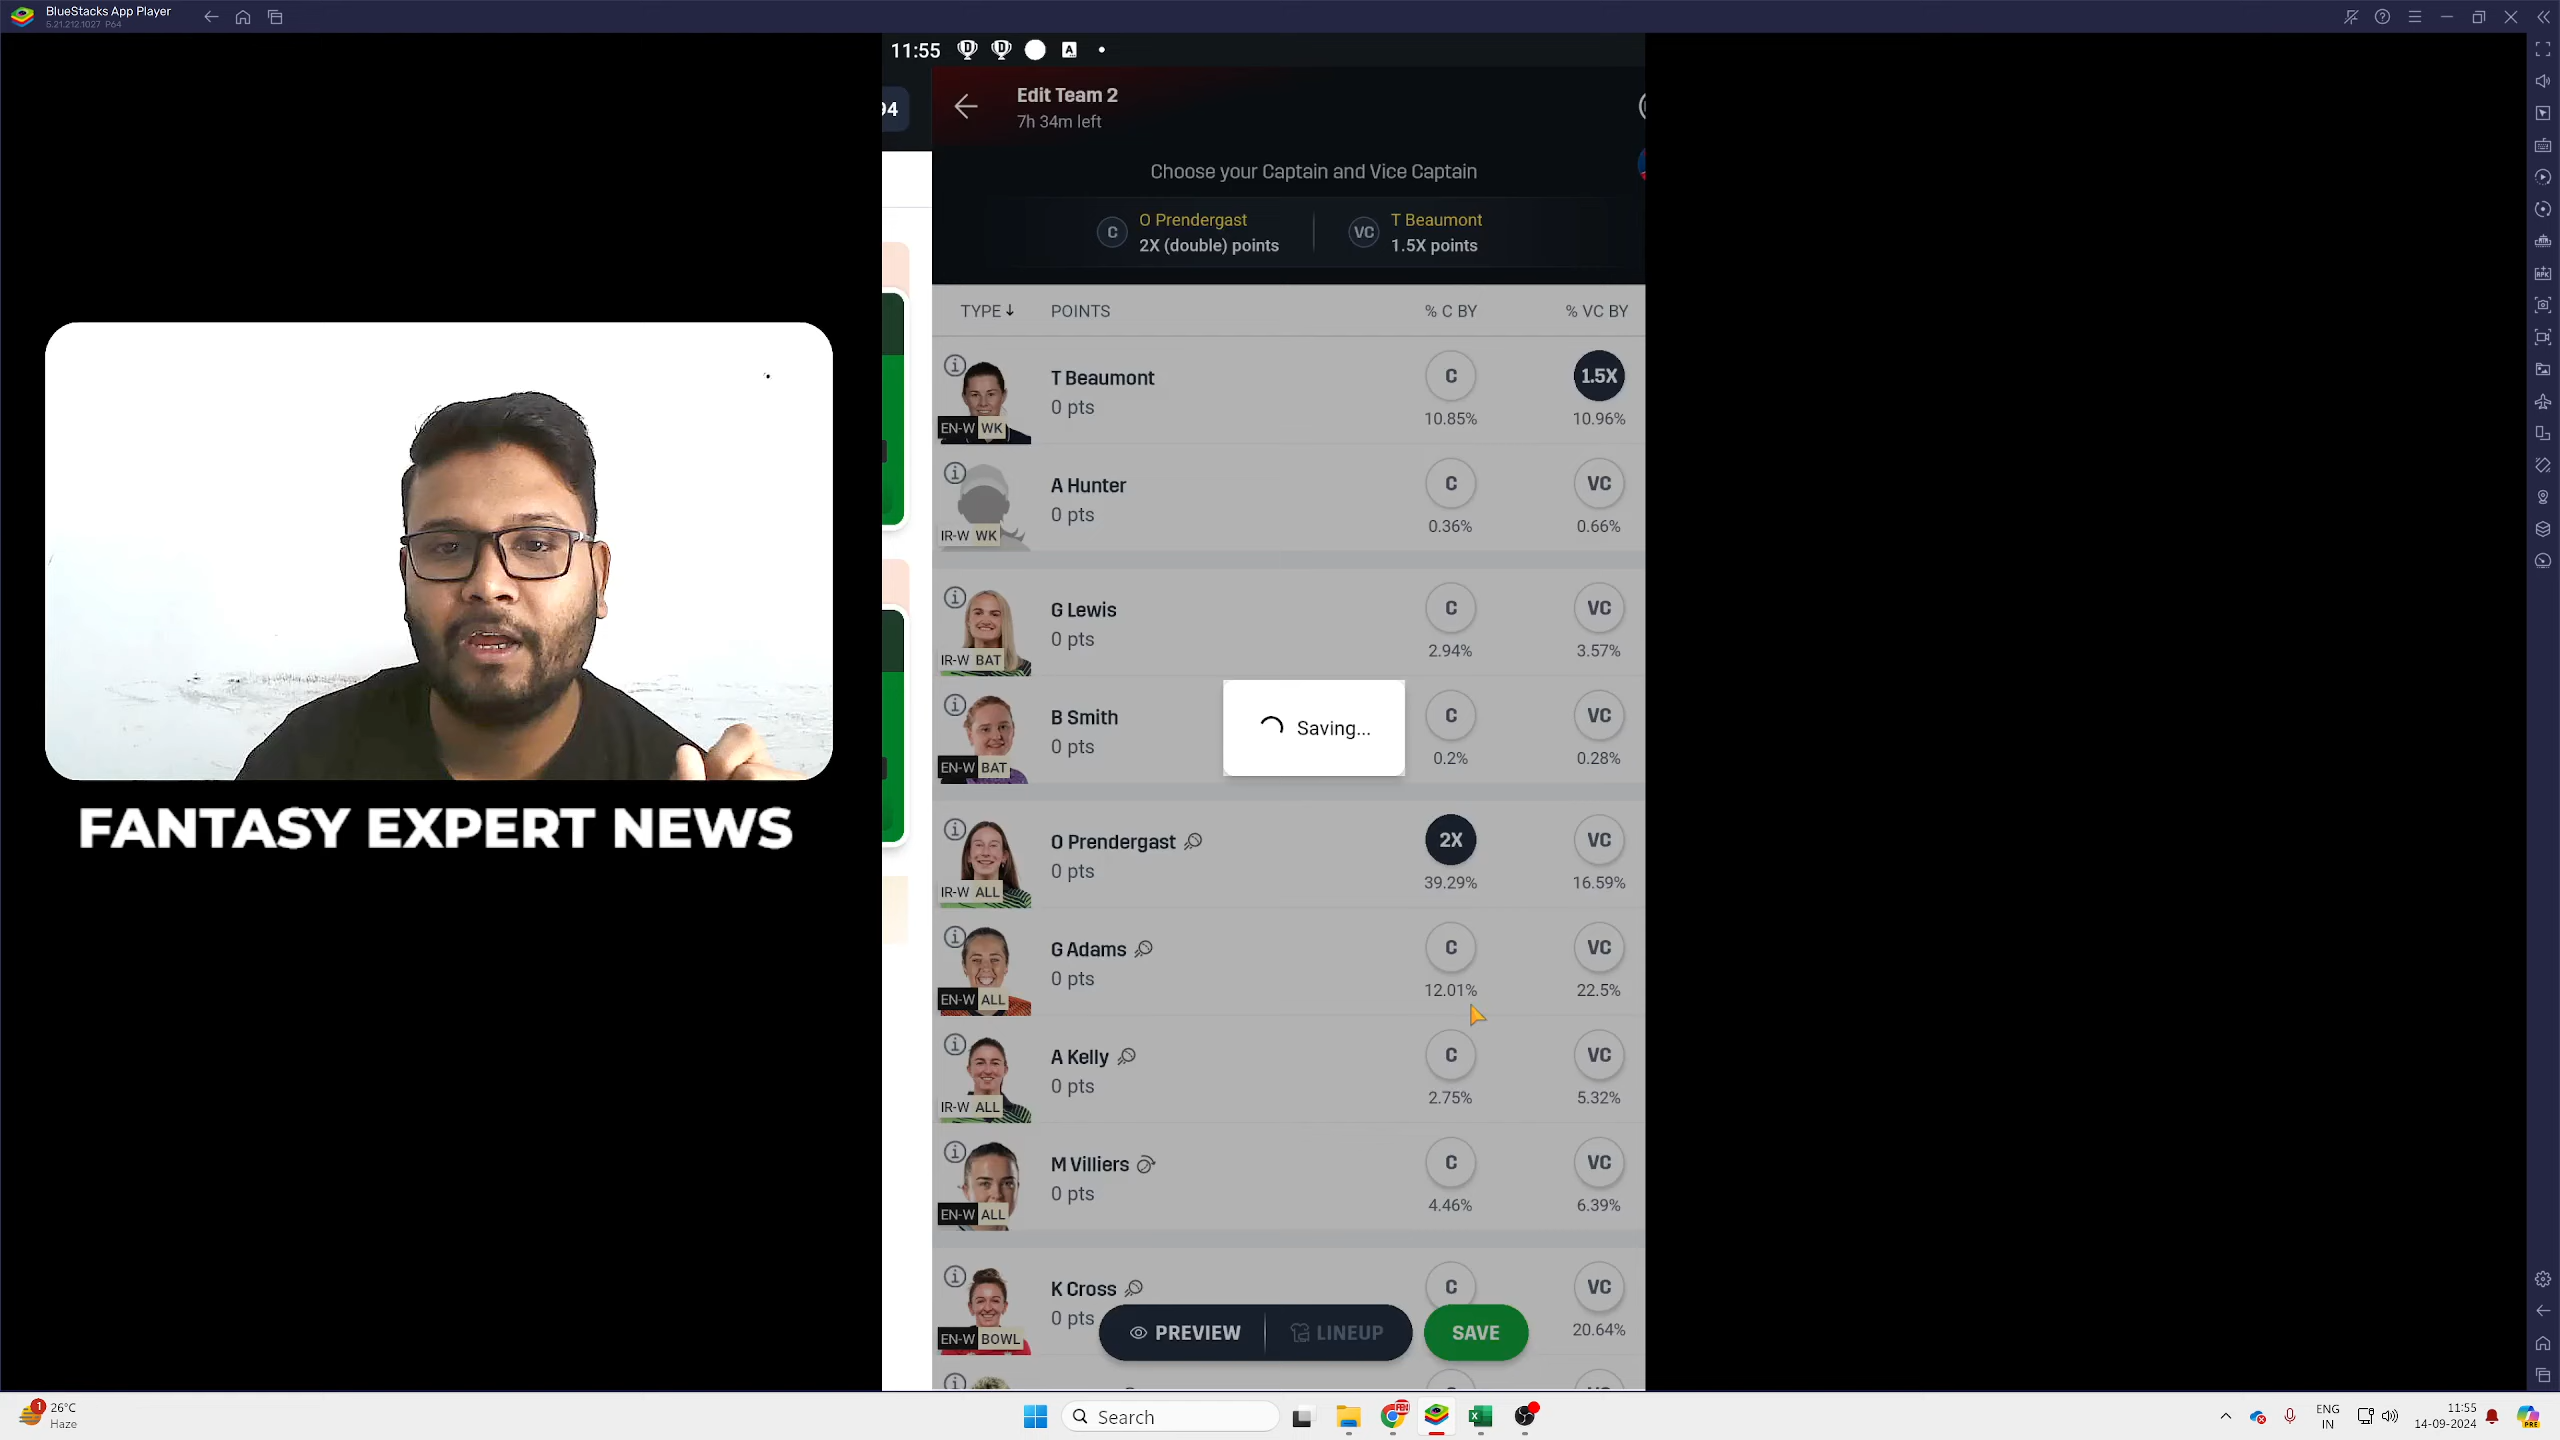 BlueStacks App Player
5.21.212.1027 P64
11:55
94
Edit Team 2
7h 34m left
Choose your Captain and Vice Captain
C
O Prendergast
2X (double) points
VC
T Beaumont
1.5X points
TYPE POINTS % C BY % VC BY
T Beaumont
0 pts
EN-W WK
C
10.85%
1.5X
10.96%
A Hunter
0 pts
IR-W WK
C
0.36%
VC
0.66%
G Lewis
0 pts
IR-W BAT
C
2.94%
VC
3.57%
B Smith
0 pts
EN-W BAT
C
0.2%
VC
0.28%
Saving...
O Prendergast
0 pts
IR-W ALL
2X
39.29%
VC
16.59%
G Adams
0 pts
EN-W ALL
C
12.01%
VC
22.5%
A Kelly
0 pts
IR-W ALL
C
2.75%
VC
5.32%
M Villiers
0 pts
EN-W ALL
C
4.46%
VC
6.39%
K Cross
0 pts
EN-W BOWL
C
VC
20.64%
PREVIEW
LINEUP
SAVE
FANTASY EXPERT NEWS
1
26°C
Haze
Search
ENG
IN
11:55
14-09-2024